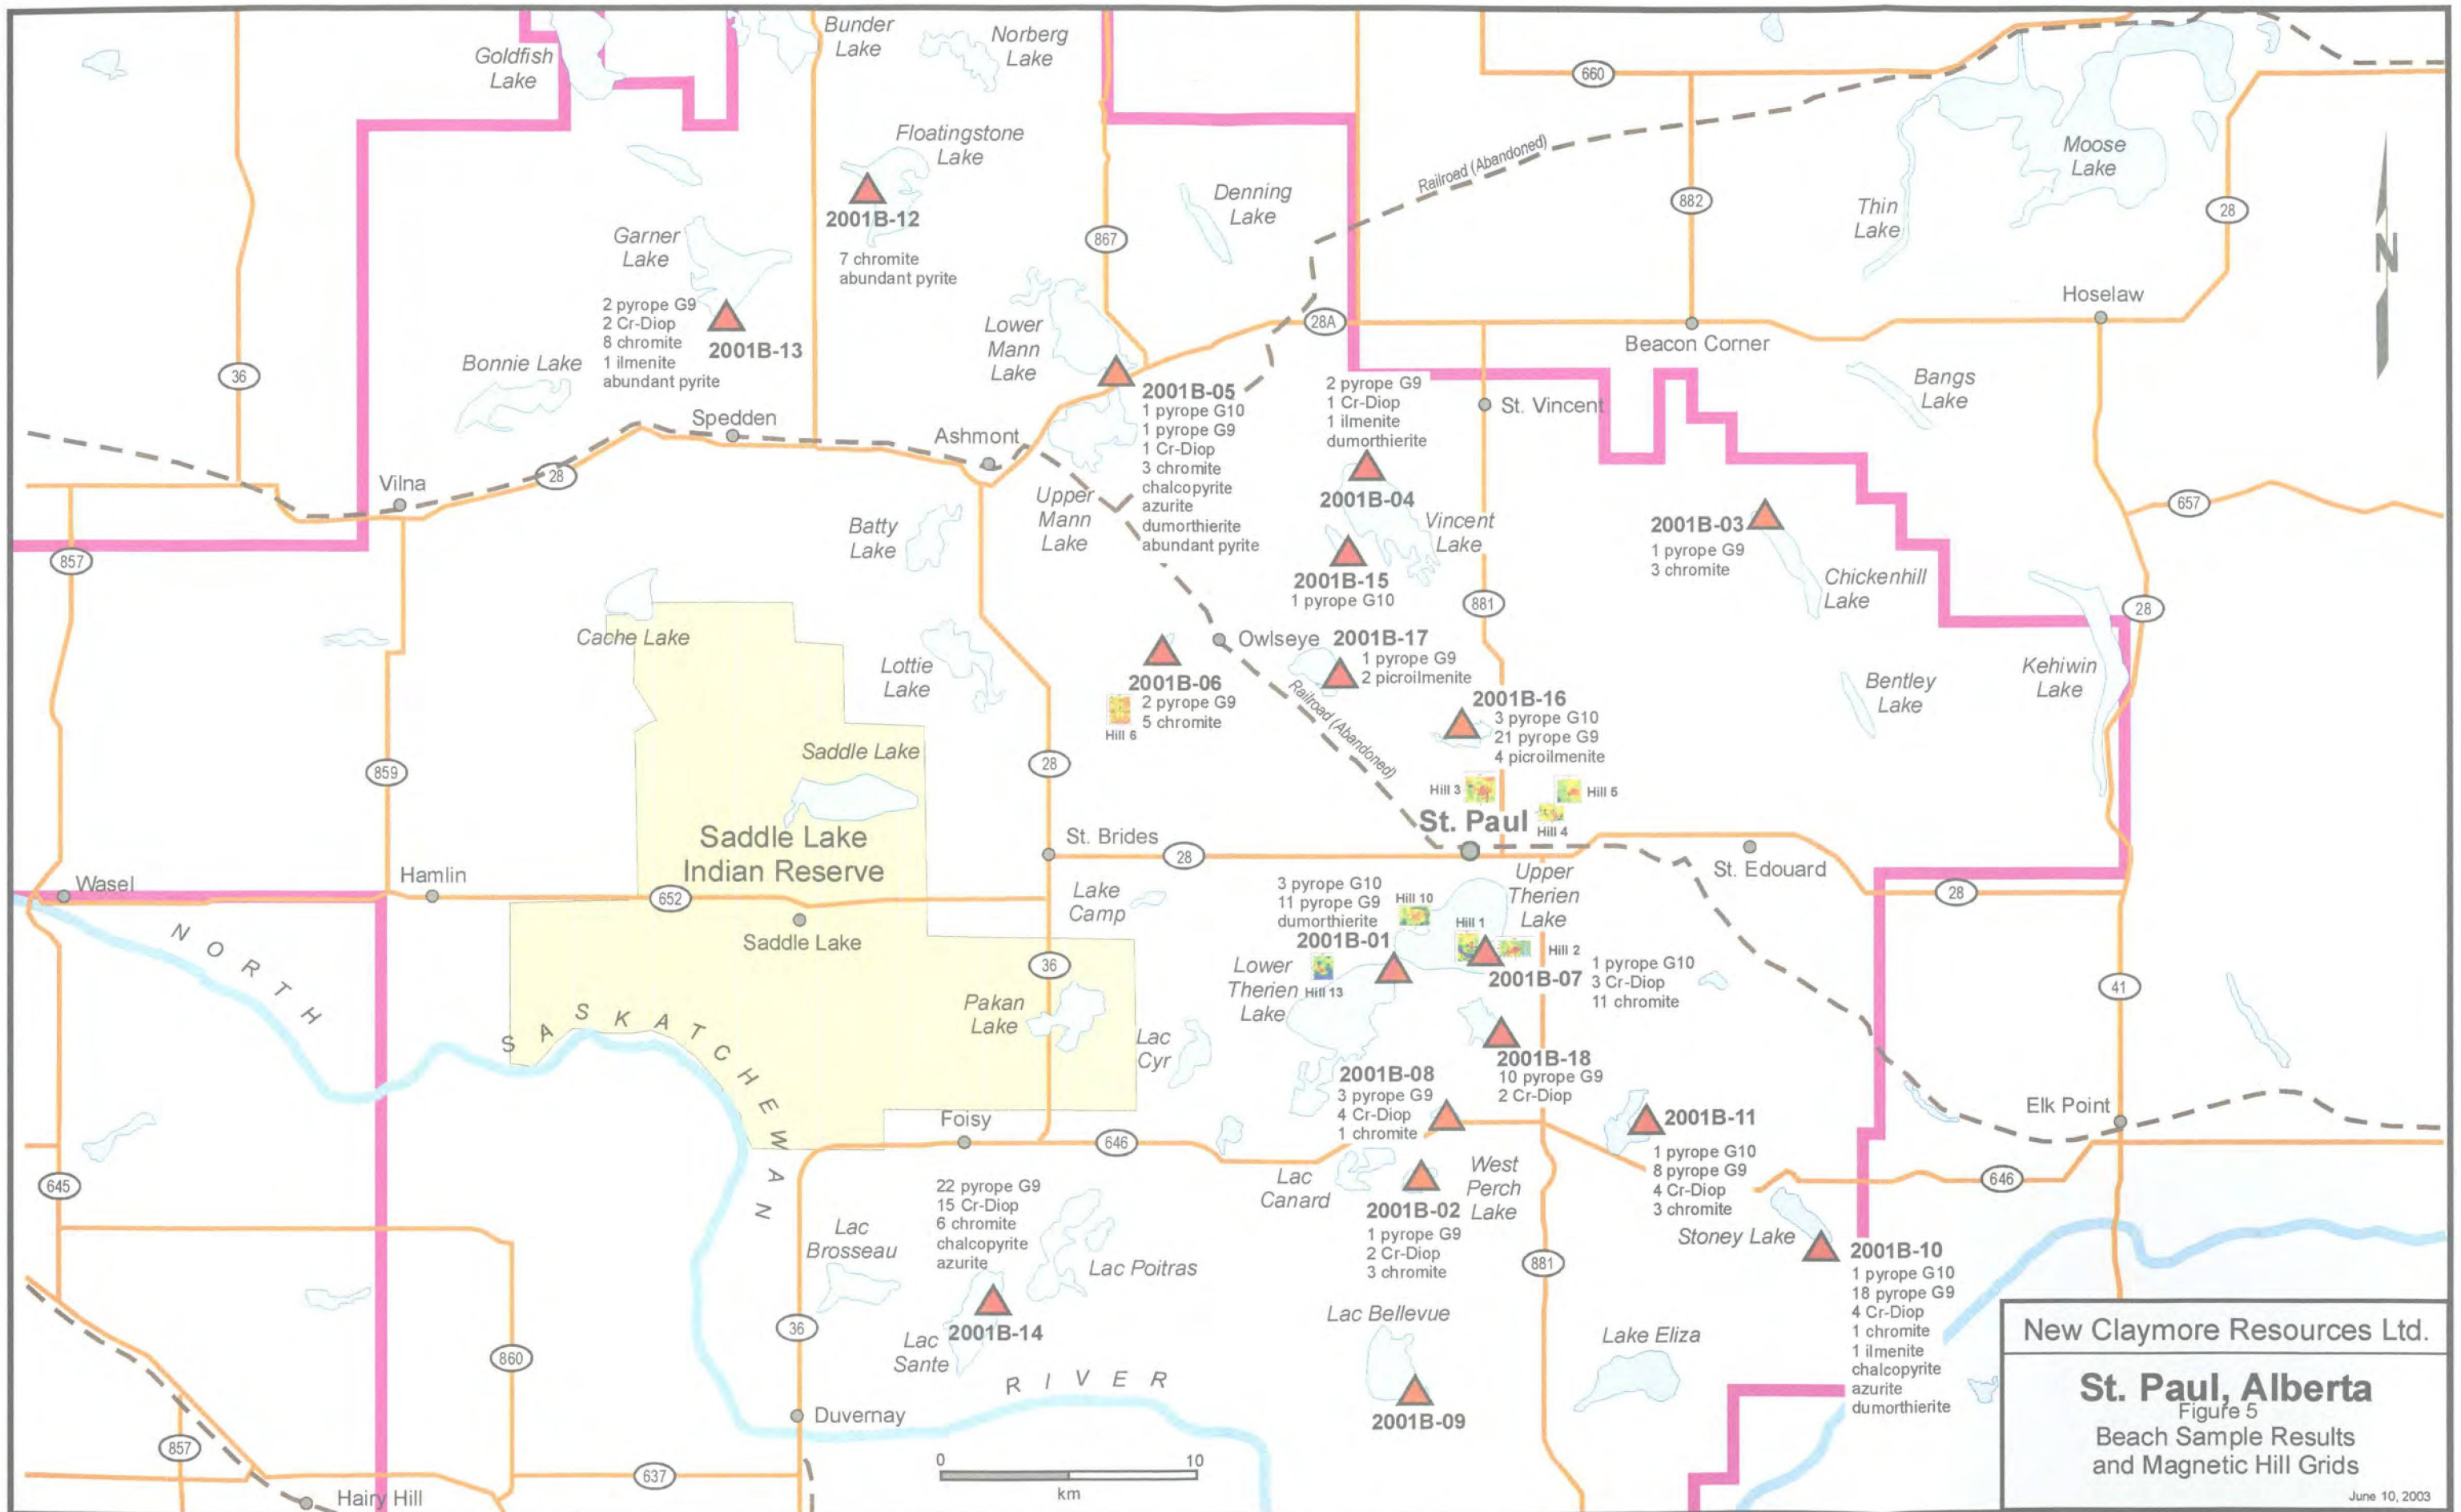 Goldfish
Lake
Bunder
Lake
Norberg
Lake
660
Floatingstone
Lake
2001B-12
7 chromite
abundant pyrite
Garner
Lake
2 pyrope G9
2 Cr-Diop
8 chromite
1 ilmenite
abundant pyrite
2001B-13
Bonnie Lake
36
867
Denning
Lake
Railroad (Abandoned)
882
Thin
Lake
Moose
Lake
28
N
Hoselaw
Lower
Mann
Lake
28A
Beacon Corner
Bangs
Lake
2001B-05
1 pyrope G10
1 pyrope G9
1 Cr-Diop
3 chromite
chalcopyrite
azurite
dumorthierite
abundant pyrite
2 pyrope G9
1 Cr-Diop
1 ilmenite
dumorthierite
2001B-04
St. Vincent
Spedden
Ashmont
28
Vilna
Upper
Mann
Lake
Batty
Lake
Vincent
Lake
2001B-15
1 pyrope G10
2001B-03
1 pyrope G9
3 chromite
Chickenhill
Lake
657
857
28
881
Cache Lake
Lottie
Lake
Owlseye
2001B-17
1 pyrope G9
2 picroilmenite
2001B-06
2 pyrope G9
5 chromite
Hill 6
Railroad (Abandoned)
2001B-16
3 pyrope G10
21 pyrope G9
4 picroilmenite
Bentley
Lake
Kehiwin
Lake
859
Saddle Lake
28
Hill 3
Hill 5
Hill 4
St. Paul
Saddle Lake
Indian Reserve
St. Brides
28
St. Edouard
Wasel
Hamlin
652
Saddle Lake
Lake
Camp
28
3 pyrope G10
11 pyrope G9
dumorthierite
2001B-01
Hill 10
Hill 1
Upper
Therien
Lake
Hill 2
2001B-07
1 pyrope G10
3 Cr-Diop
11 chromite
Lower
Therien
Lake
Hill 13
NORTH
SASKATCHEWAN
36
Pakan
Lake
Lac
Cyr
41
2001B-18
10 pyrope G9
2 Cr-Diop
2001B-08
3 pyrope G9
4 Cr-Diop
1 chromite
2001B-11
1 pyrope G10
8 pyrope G9
4 Cr-Diop
3 chromite
Elk Point
Foisy
646
646
645
Lac
Canard
West
Perch
Lake
2001B-02
1 pyrope G9
2 Cr-Diop
3 chromite
22 pyrope G9
15 Cr-Diop
6 chromite
chalcopyrite
azurite
2001B-14
Lac
Brosseau
Lac Poitras
Lac
Sante
Stoney Lake
2001B-10
1 pyrope G10
18 pyrope G9
4 Cr-Diop
1 chromite
1 ilmenite
chalcopyrite
azurite
dumorthierite
881
Lac Bellevue
2001B-09
Lake Eliza
36
860
RIVER
Duvernay
857
637
Hairy Hill
0 10
km
New Claymore Resources Ltd.
St. Paul, Alberta
Figure 5
Beach Sample Results
and Magnetic Hill Grids
June 10, 2003